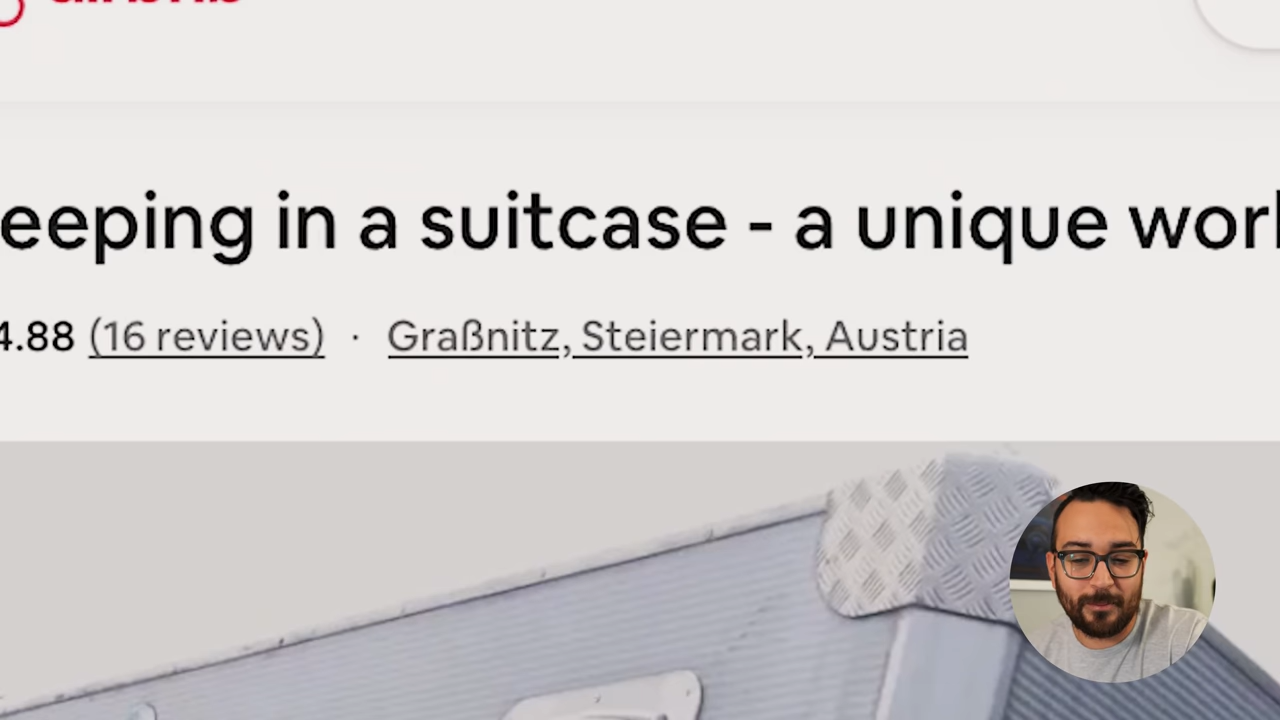 eeping in a suitcase - a unique worl
4.88 (16 reviews) · Graßnitz, Steiermark, Austria